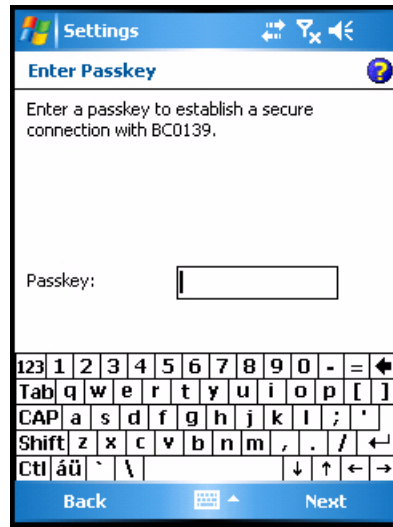 Settings
Enter Passkey
Enter a passkey to establish a secure
connection with BC0139.
Passkey:
123 1 2 3 4 5 6 7 8 9 0 - =
Tab q w e r t y u i o p [ ]
CAP a s d f g h j k l ; '
Shift z x c v b n m , . /
Ctl áü ` \ ↓ ↑ ← →
Back Next